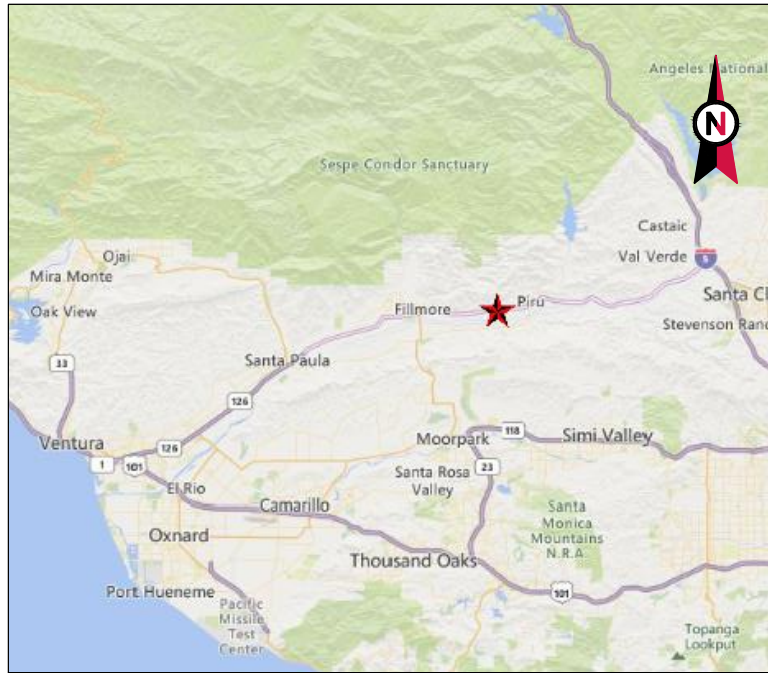 Angeles National
N
Sespe Condor Sanctuary
Castaic
Val Verde
5
Ojai
Mira Monte
Oak View
Santa Cl
Stevenson Ranc
Piru
Fillmore
Santa Paula
33
126
126
Ventura
1
101
El Rio
Oxnard
Port Hueneme
Camarillo
Moorpark
118
Simi Valley
23
Santa Rosa
Valley
Santa
Monica
Mountains
N.R.A
Thousand Oaks
101
Pacific
Missile
Test
Center
Topanga
Lookput